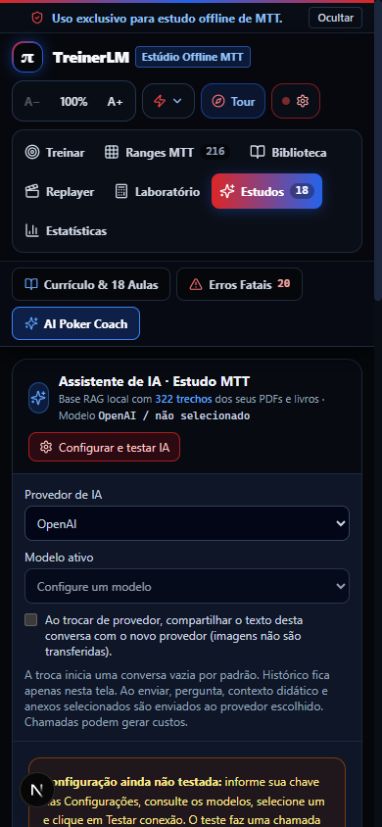 Uso exclusivo para estudo offline de MTT.
Ocultar
π
TreinerLM
Estúdio Offline MTT
A−
100%
A+
Tour
Treinar
Ranges MTT 216
Biblioteca
Replayer
Laboratório
Estudos 18
Estatísticas
Currículo & 18 Aulas
Erros Fatais 20
AI Poker Coach
Assistente de IA · Estudo MTT
Base RAG local com 322 trechos dos seus PDFs e livros ·
Modelo OpenAI / não selecionado
Configurar e testar IA
Provedor de IA
OpenAI
Modelo ativo
Configure um modelo
Ao trocar de provedor, compartilhar o texto desta
conversa com o novo provedor (imagens não são
transferidas).
A troca inicia uma conversa vazia por padrão. Histórico fica
apenas nesta tela. Ao enviar, pergunta, contexto didático e
anexos selecionados são enviados ao provedor escolhido.
Chamadas podem gerar custos.
onfiguração ainda não testada: informe sua chave
as Configurações, consulte os modelos, selecione um
e clique em Testar conexão. O teste faz uma chamada
N